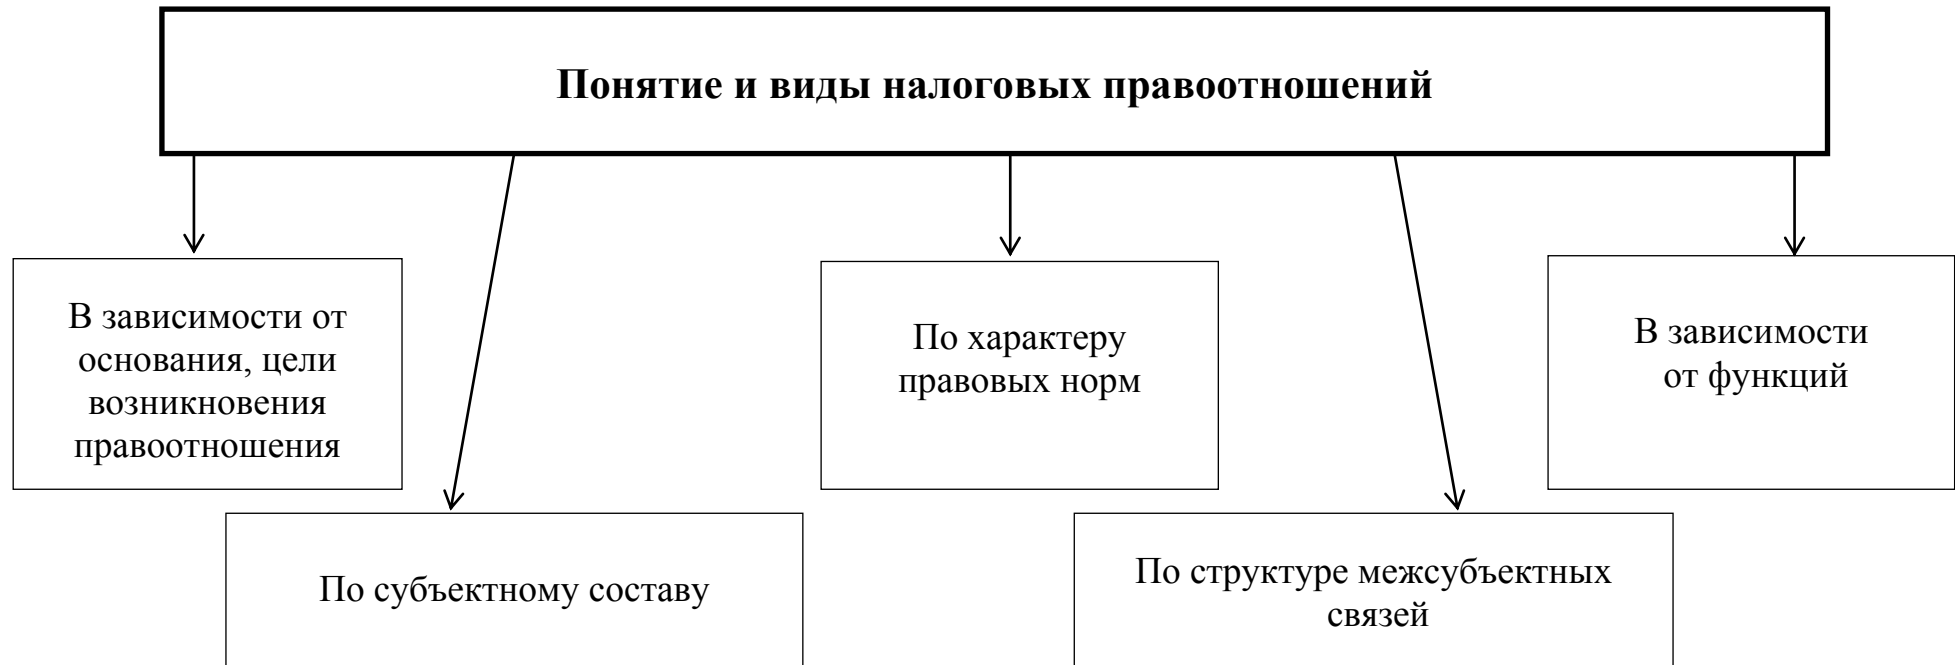 Понятие и виды налоговых правоотношений
В зависимости от
основания, цели
возникновения
правоотношения
По характеру
правовых норм
В зависимости
от функций
По субъектному составу
По структуре межсубъектных
связей